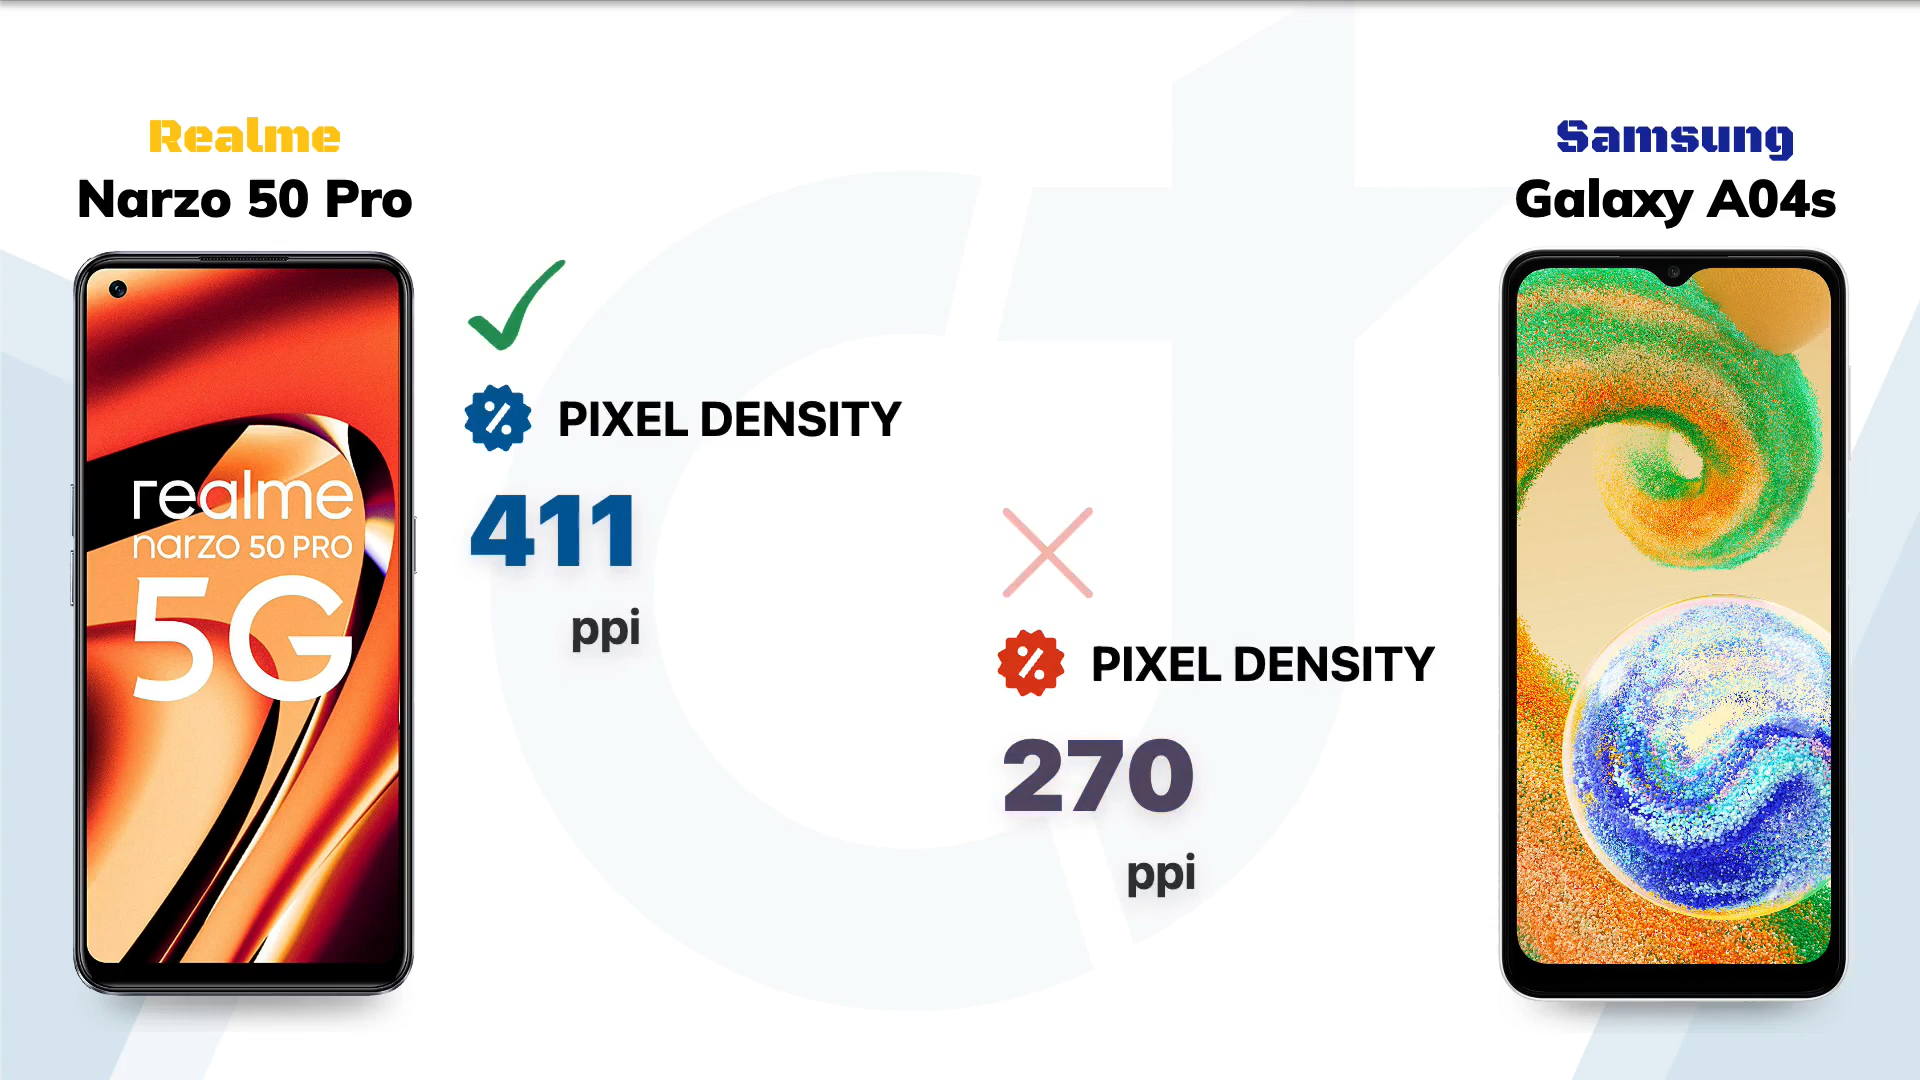 Realme
Narzo 50 Pro
realme
narzo 50 PRO
5G
PIXEL DENSITY
411
ppi
PIXEL DENSITY
270
ppi
Samsung
Galaxy A04s